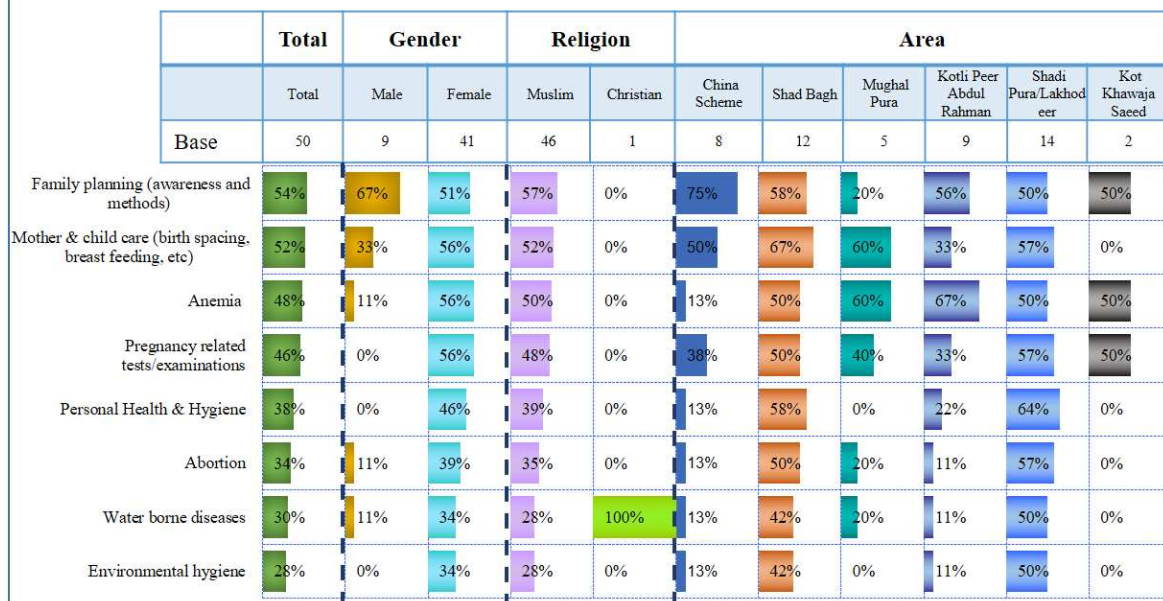 Total Gender Religion Area
Total Male Female Muslim Christian China Scheme Shad Bagh Mughal Pura Kotli Peer Abdul Rahman Shadi Pura/Lakhod eer Kot Khawaja Saeed
Base 50 9 41 46 1 8 12 5 9 14 2
Family planning (awareness and methods) 54% 67% 51% 57% 0% 75% 58% 20% 56% 50% 50%
Mother & child care (birth spacing, breast feeding, etc) 52% 33% 56% 52% 0% 50% 67% 60% 33% 57% 0%
Anemia 48% 11% 56% 50% 0% 13% 50% 60% 67% 50% 50%
Pregnancy related tests/examinations 46% 0% 56% 48% 0% 38% 50% 40% 33% 57% 50%
Personal Health & Hygiene 38% 0% 46% 39% 0% 13% 58% 0% 22% 64% 0%
Abortion 34% 11% 39% 35% 0% 13% 50% 20% 11% 57% 0%
Water borne diseases 30% 11% 34% 28% 100% 13% 42% 20% 11% 50% 0%
Environmental hygiene 28% 0% 34% 28% 0% 13% 42% 0% 11% 50% 0%